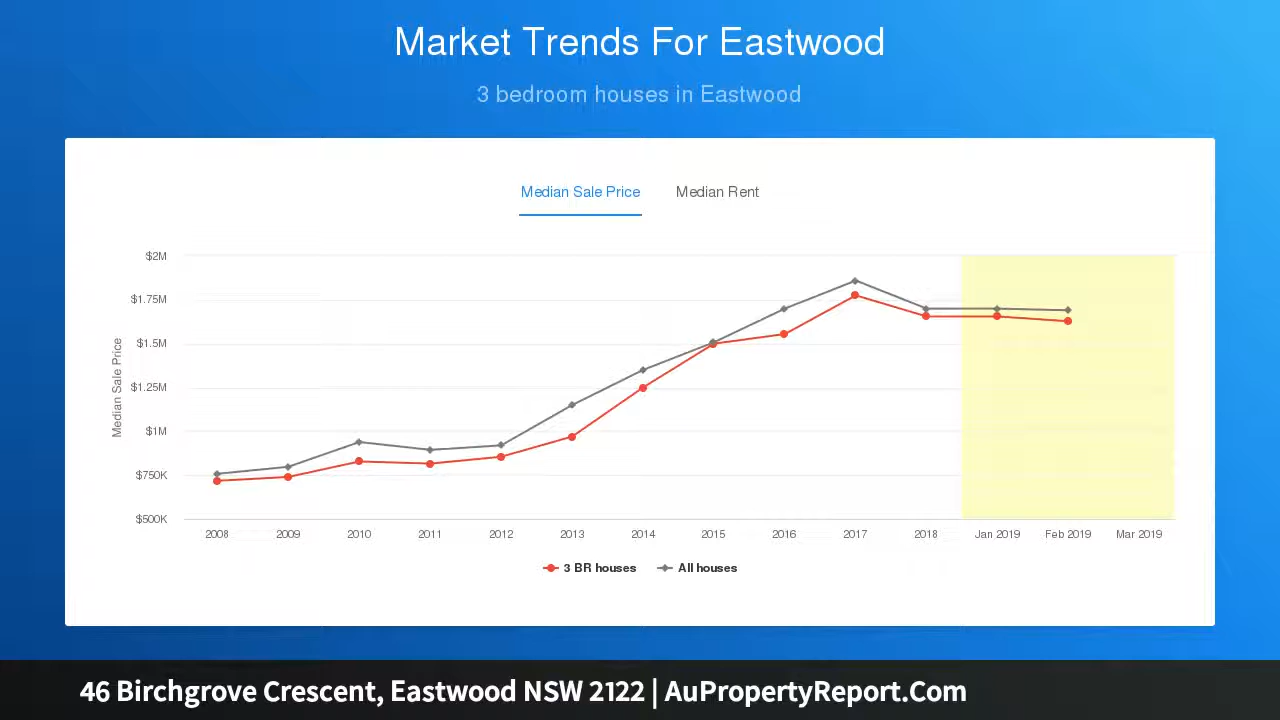 Market Trends For Eastwood
3 bedroom houses in Eastwood
Median Sale Price Median Rent
$2M
$1.75M
$1.5M
$1.25M
$1M
$750K
$500K
Median Sale Price
2008 2009 2010 2011 2012 2013 2014 2015 2016 2017 2018 Jan 2019 Feb 2019 Mar 2019
3 BR houses All houses
46 Birchgrove Crescent, Eastwood NSW 2122 | AuPropertyReport.Com